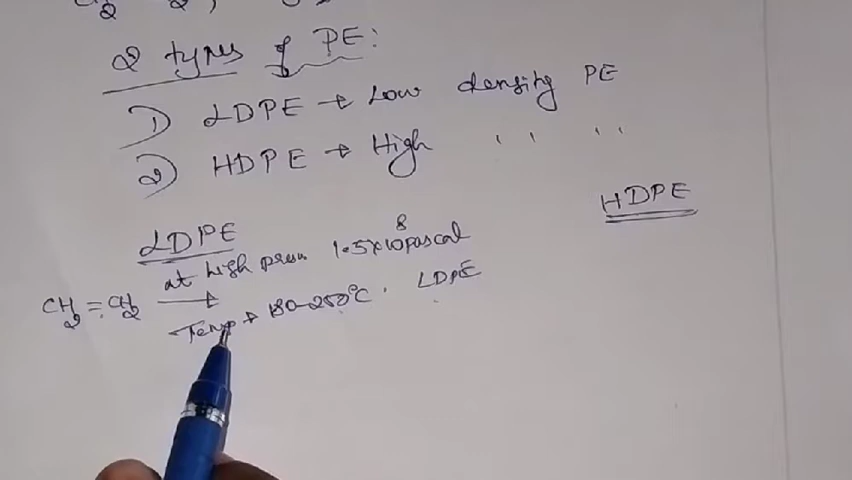 2 types of PE:
1) LDPE → Low density PE
2) HDPE → High " "
HDPE
LDPE
at high press 1.5×10⁸ pascal
CH₂=CH₂ → LDPE
Temp → 180-250°C